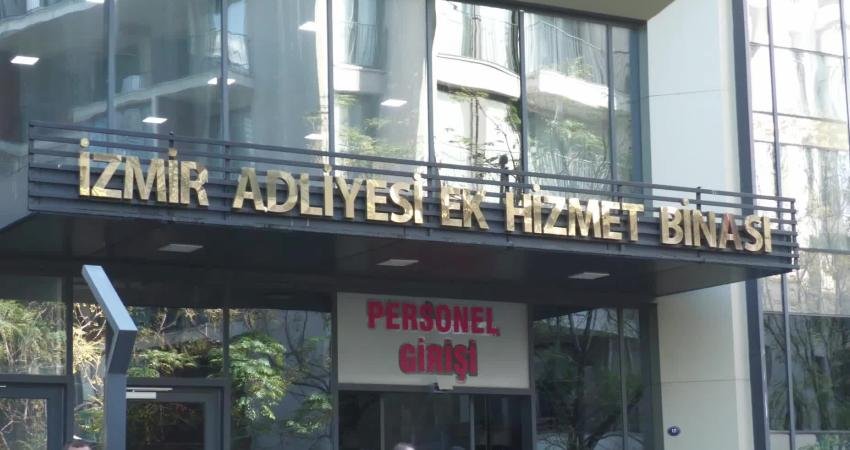 İZMİR ADLİYESİ EK HİZMET BİNASI
PERSONEL
GİRİŞİ